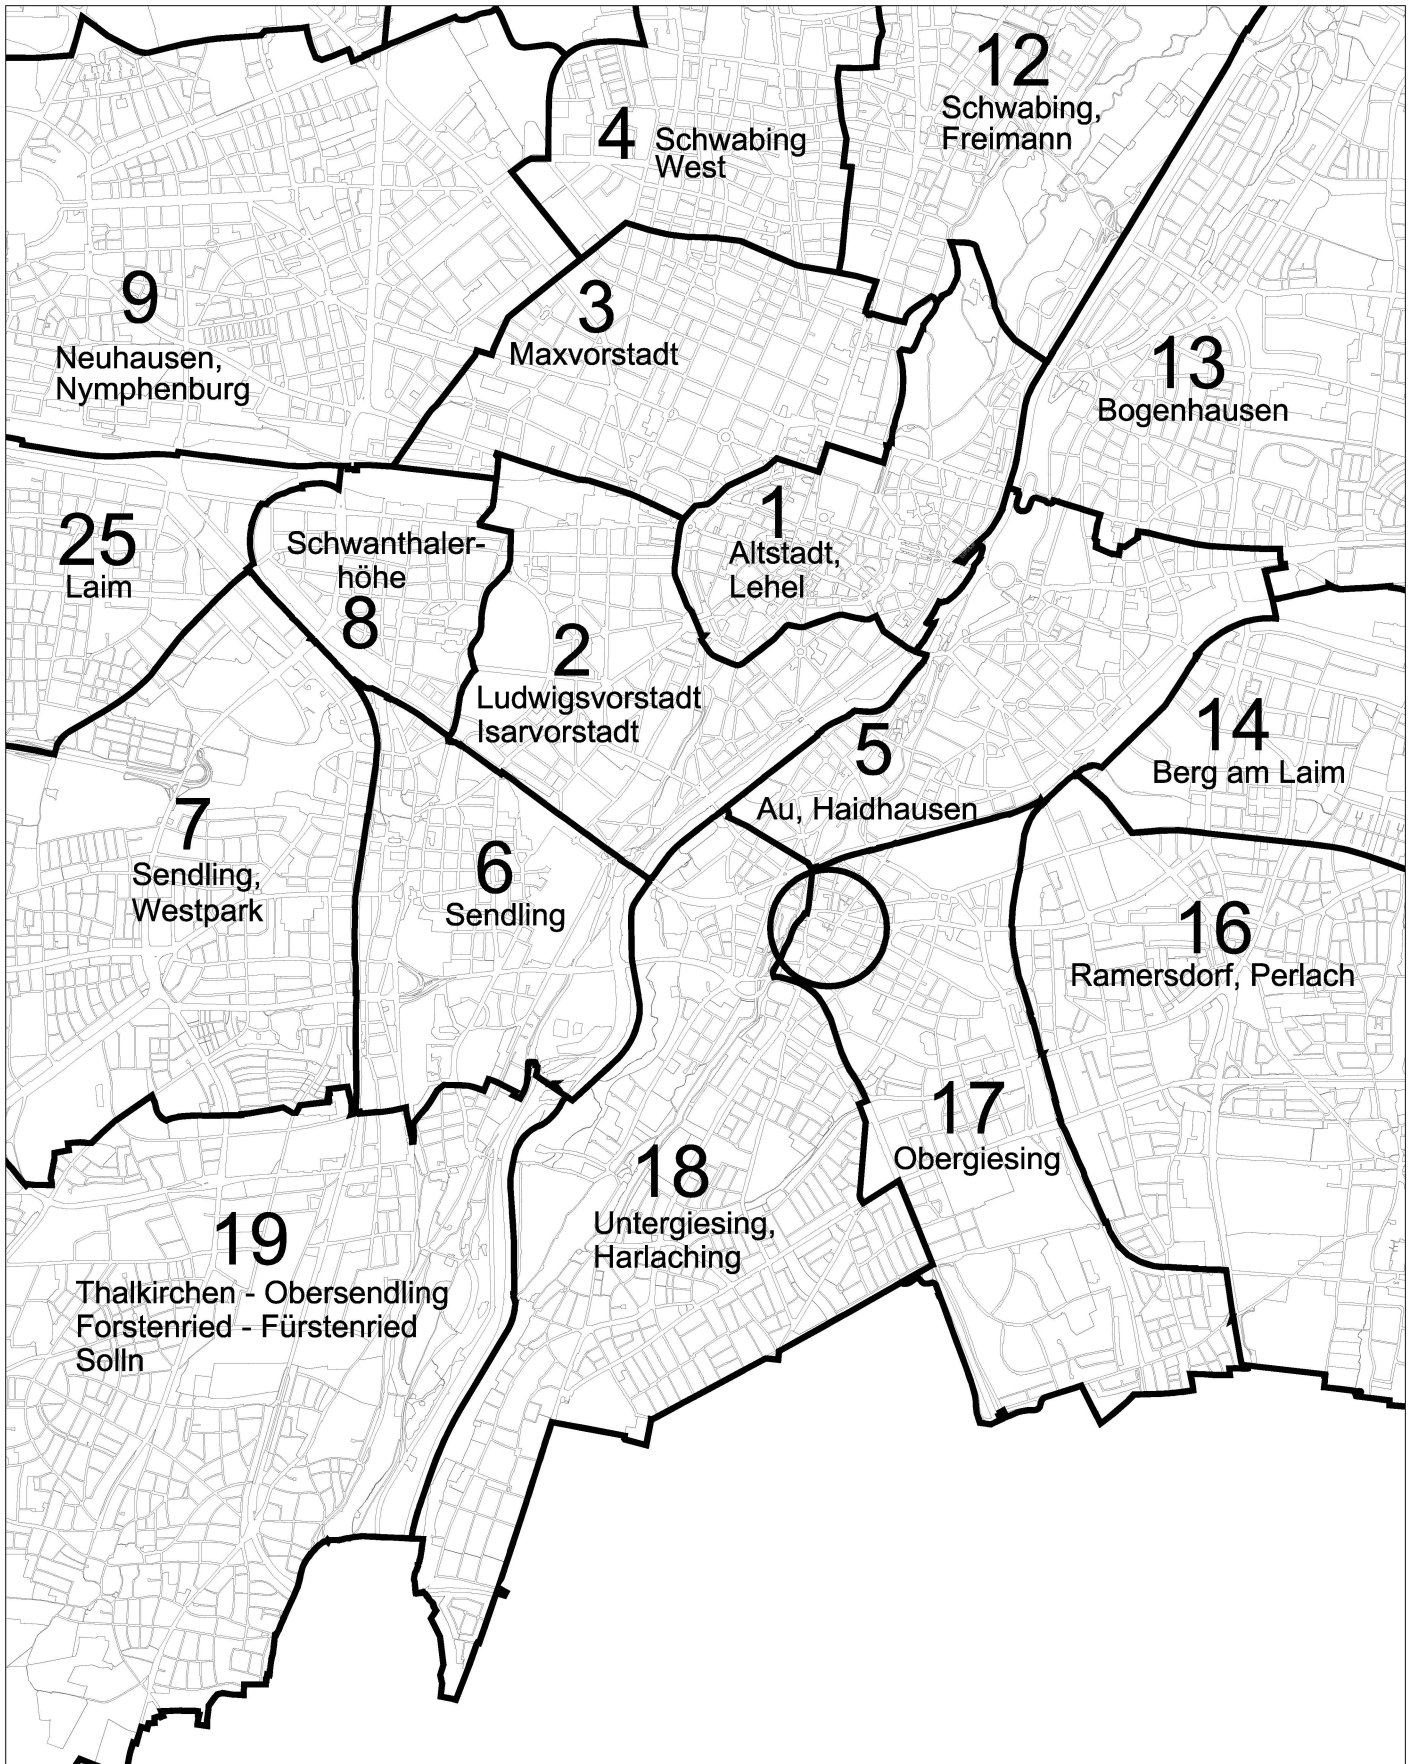 12
Schwabing,
Freimann
4
Schwabing
West
9
Neuhausen,
Nymphenburg
3
Maxvorstadt
13
Bogenhausen
25
Laim
Schwanthaler-
höhe
8
1
Altstadt,
Lehel
2
Ludwigsvorstadt
Isarvorstadt
5
Au, Haidhausen
14
Berg am Laim
7
Sendling,
Westpark
6
Sendling
16
Ramersdorf, Perlach
17
Obergiesing
18
Untergiesing,
Harlaching
19
Thalkirchen - Obersendling
Forstenried - Fürstenried
Solln